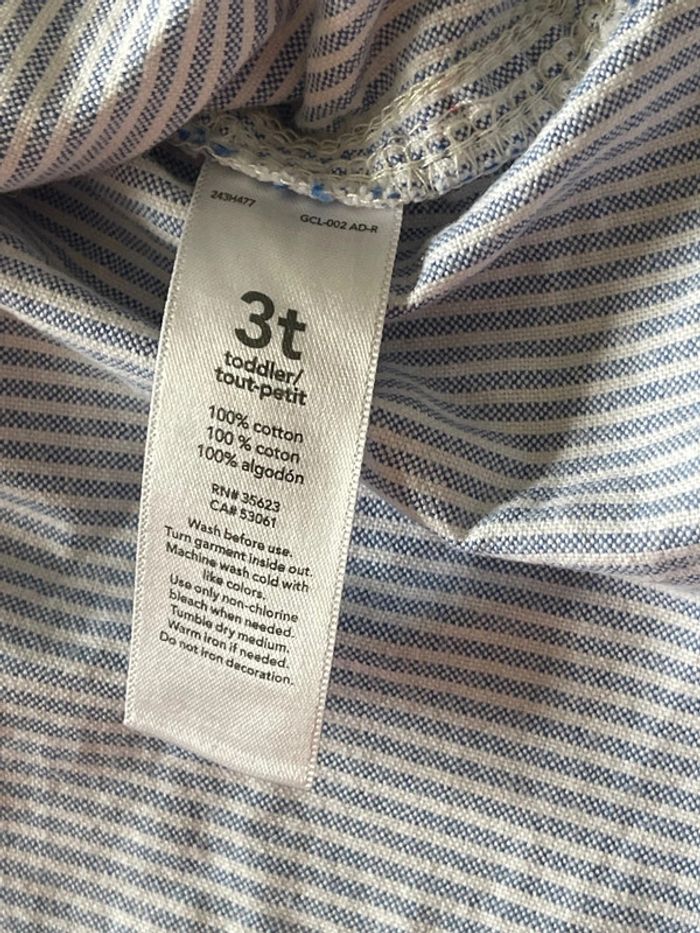 243H477
GCL-002 AD-R
3t
toddler/
tout-petit
100% cotton
100 % coton
100% algodón
RN# 35623
CA# 53061
Wash before use.
Turn garment inside out.
Machine wash cold with
like colors.
Use only non-chlorine
bleach when needed.
Tumble dry medium.
Warm iron if needed.
Do not iron decoration.